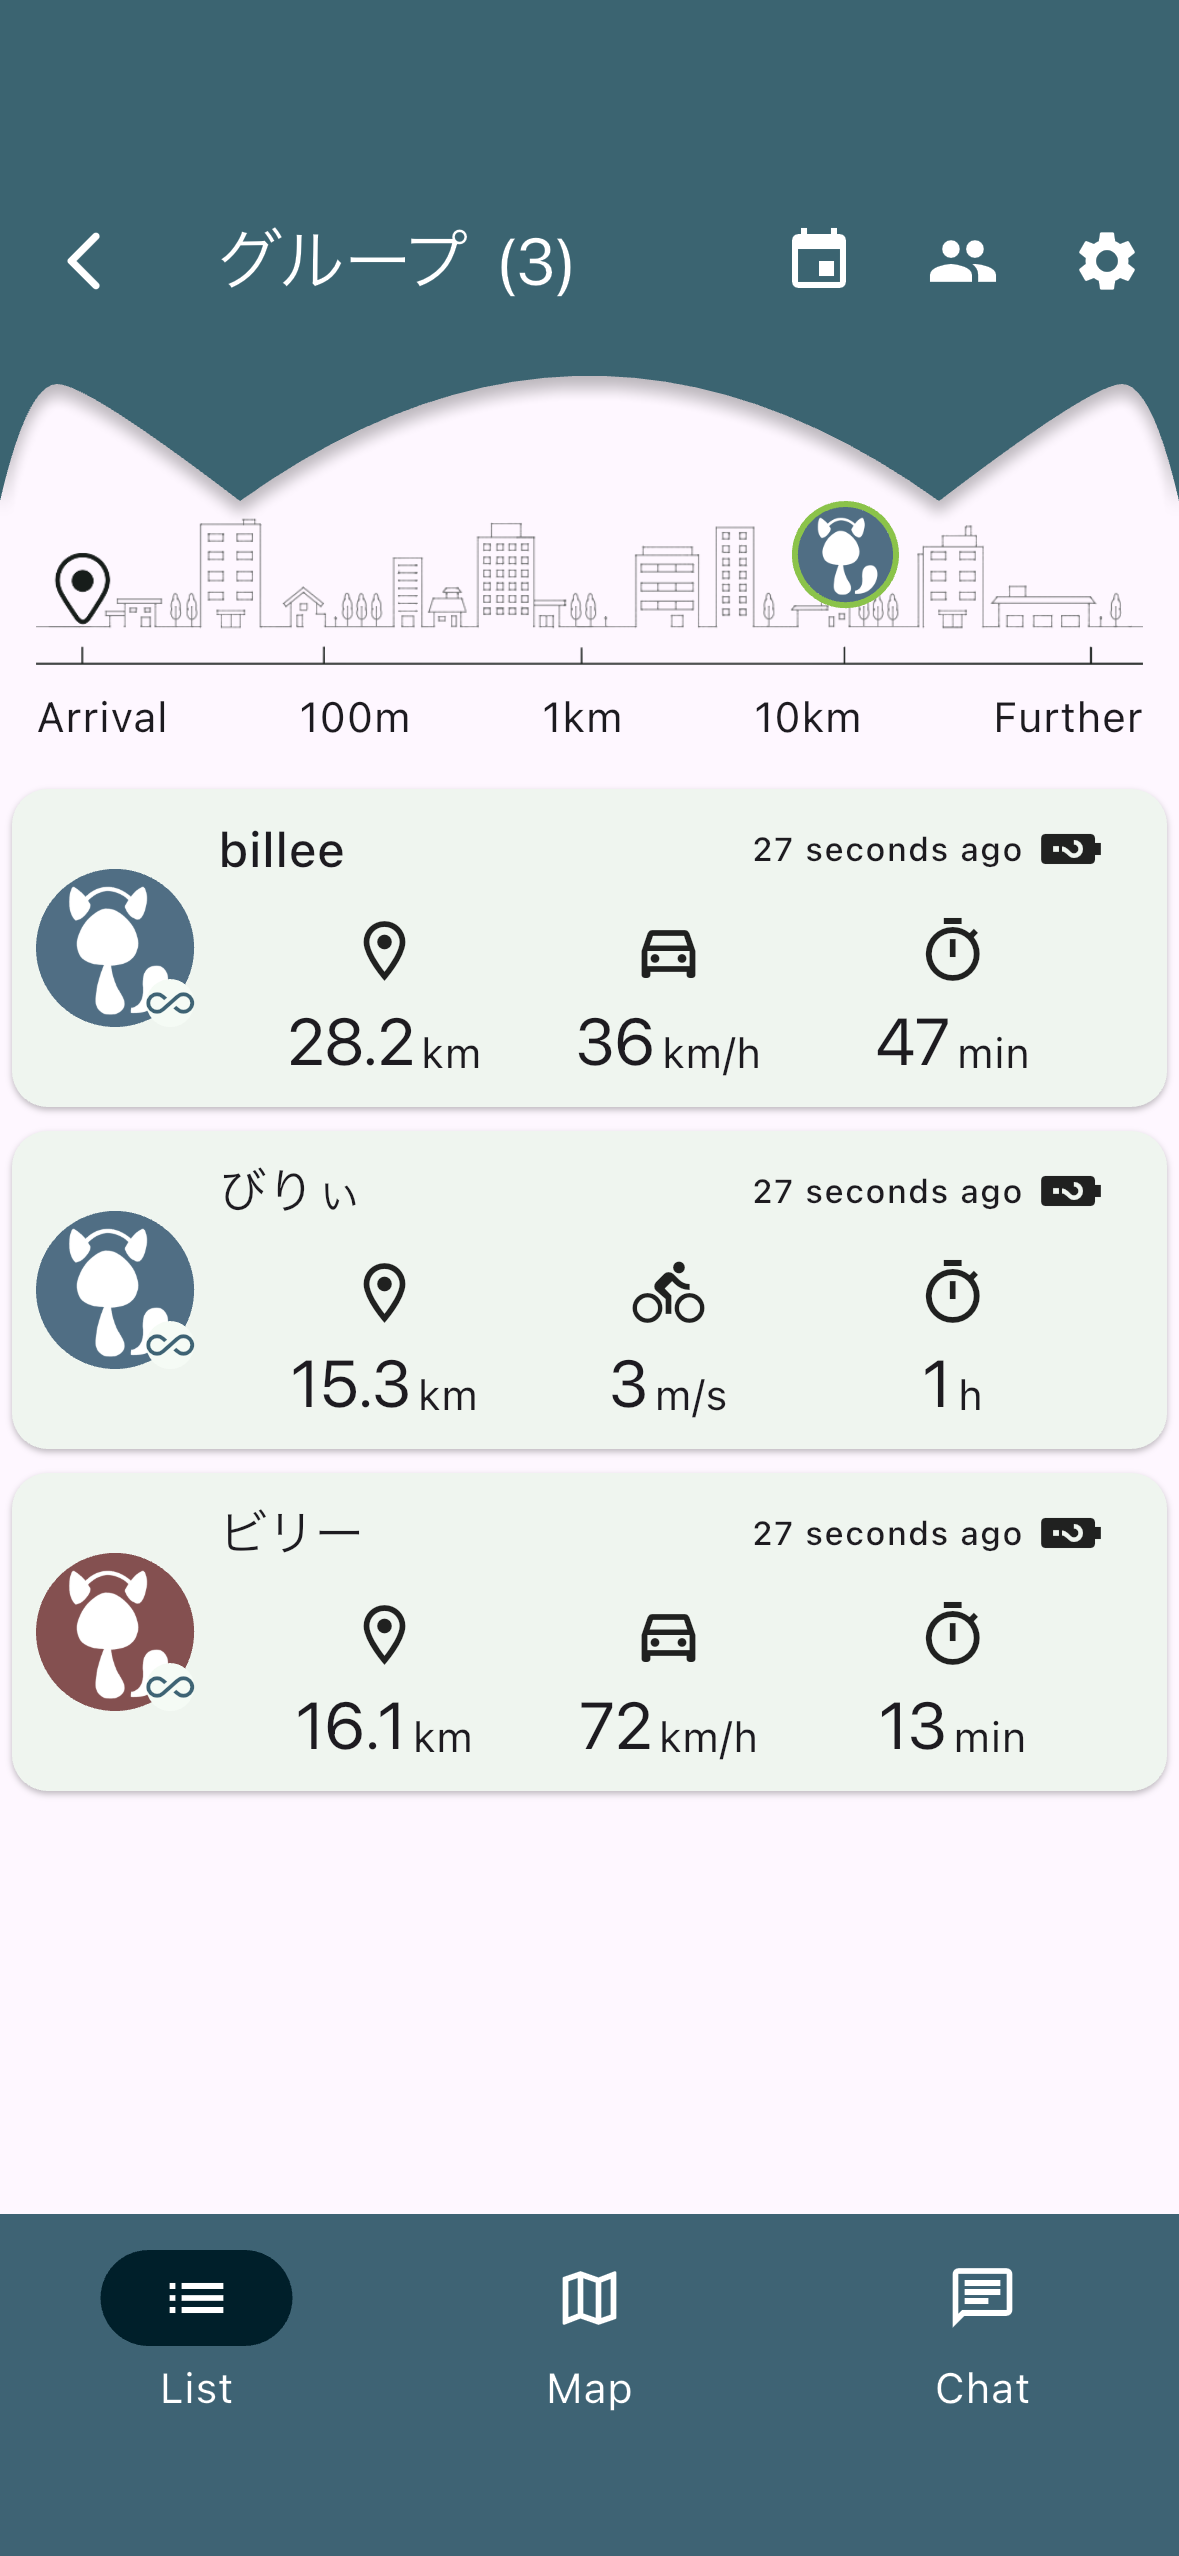 グループ (3)
Arrival 100m 1km 10km Further
billee 27 seconds ago
28.2 km 36 km/h 47 min
びりぃ 27 seconds ago
15.3 km 3 m/s 1 h
ビリー 27 seconds ago
16.1 km 72 km/h 13 min
List Map Chat